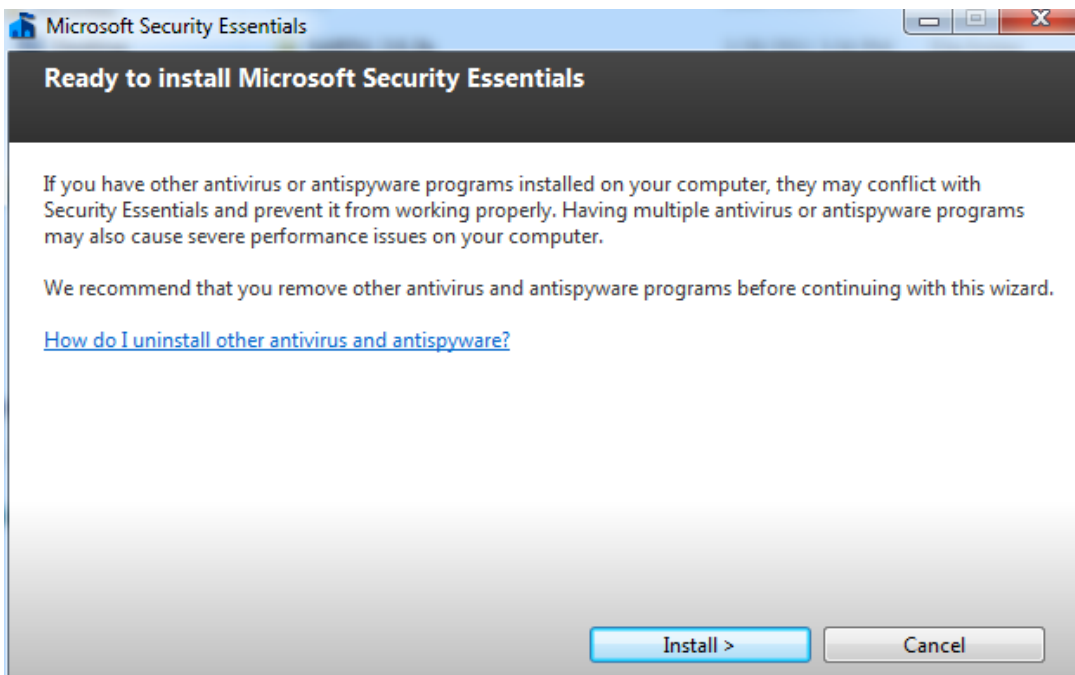 Microsoft Security Essentials
Ready to install Microsoft Security Essentials
If you have other antivirus or antispyware programs installed on your computer, they may conflict with
Security Essentials and prevent it from working properly. Having multiple antivirus or antispyware programs
may also cause severe performance issues on your computer.
We recommend that you remove other antivirus and antispyware programs before continuing with this wizard.
How do I uninstall other antivirus and antispyware?
Install >
Cancel